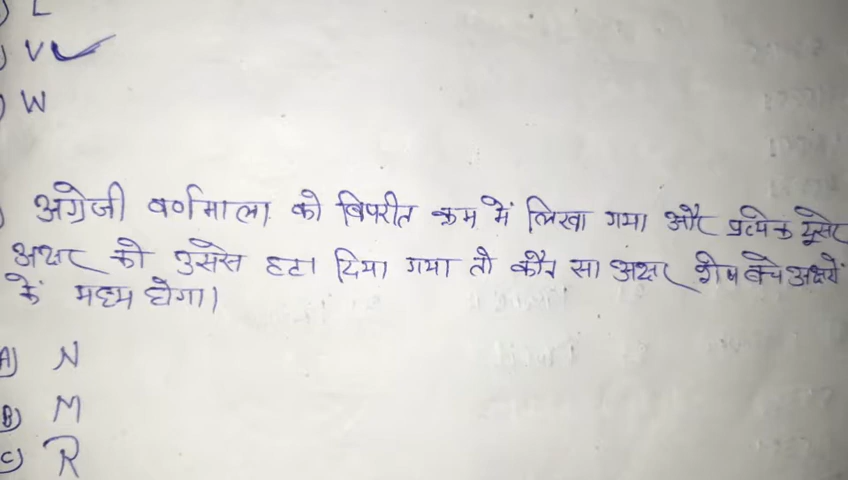 L
V
W
अंग्रेजी वर्णमाला को विपरीत क्रम में लिखा गया और प्रत्येक दूसरे
अक्षर को उससे हटा दिया गया तो कौन सा अक्षर शेष बचे अक्षरों
के मध्य होगा।
A) N
B) M
C) R